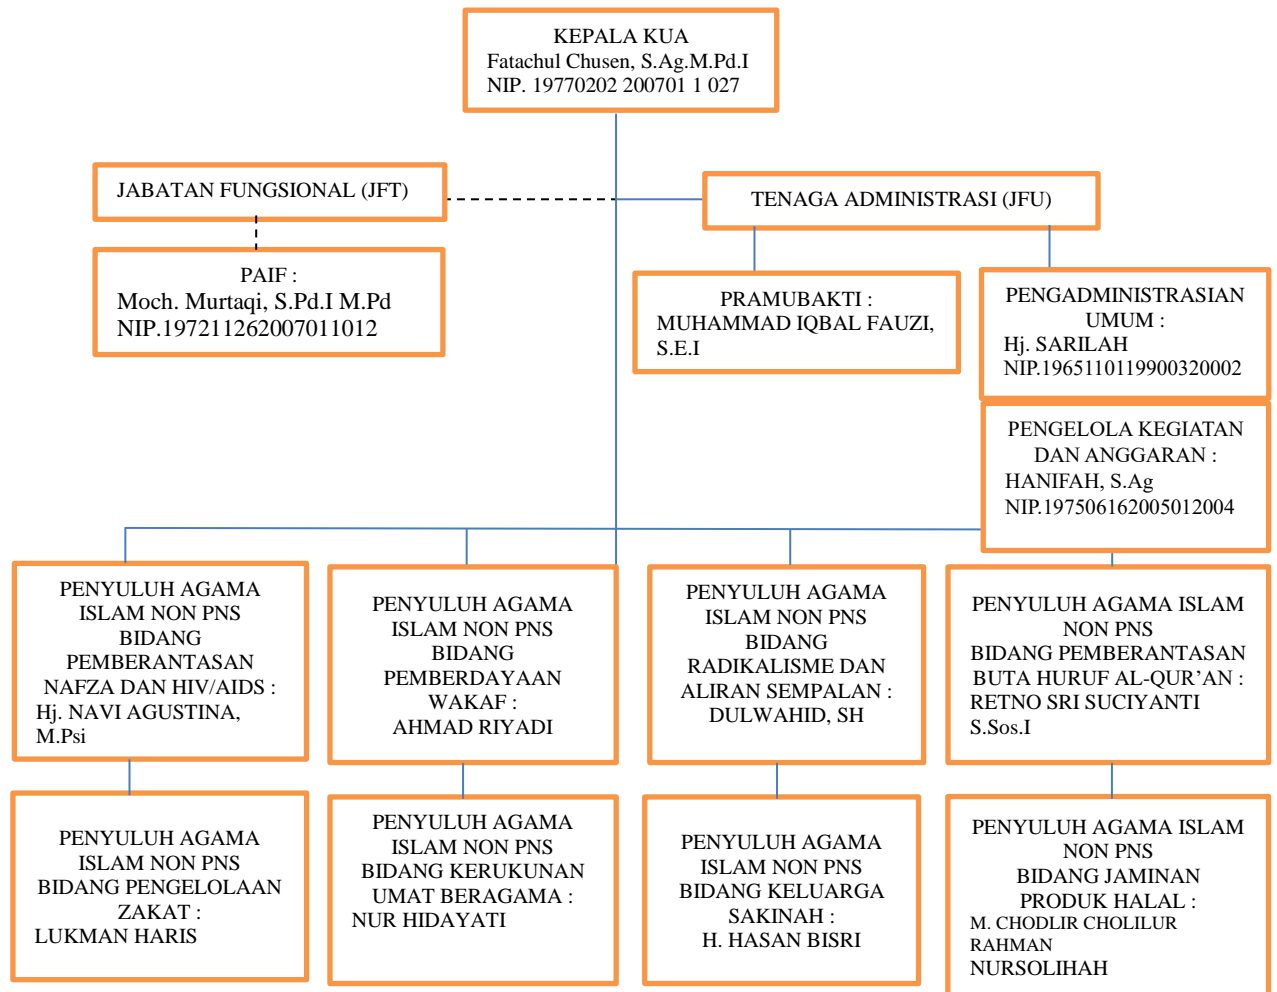 KEPALA KUA
Fatachul Chusen, S.Ag.M.Pd.I
NIP. 19770202 200701 1 027
JABATAN FUNGSIONAL (JFT)
TENAGA ADMINISTRASI (JFU)
PAIF :
Moch. Murtaqi, S.Pd.I M.Pd
NIP.197211262007011012
PRAMUBAKTI :
MUHAMMAD IQBAL FAUZI,
S.E.I
PENGADMINISTRASIAN
UMUM :
Hj. SARILAH
NIP.1965110119900320002
PENGELOLA KEGIATAN
DAN ANGGARAN :
HANIFAH, S.Ag
NIP.197506162005012004
PENYULUH AGAMA
ISLAM NON PNS
BIDANG
PEMBERANTASAN
NAFZA DAN HIV/AIDS :
Hj. NAVI AGUSTINA,
M.Psi
PENYULUH AGAMA
ISLAM NON PNS
BIDANG
PEMBERDAYAAN
WAKAF :
AHMAD RIYADI
PENYULUH AGAMA
ISLAM NON PNS
BIDANG
RADIKALISME DAN
ALIRAN SEMPALAN :
DULWAHID, SH
PENYULUH AGAMA ISLAM
NON PNS
BIDANG PEMBERANTASAN
BUTA HURUF AL-QUR’AN :
RETNO SRI SUCIYANTI
S.Sos.I
PENYULUH AGAMA
ISLAM NON PNS
BIDANG PENGELOLAAN
ZAKAT :
LUKMAN HARIS
PENYULUH AGAMA
ISLAM NON PNS
BIDANG KERUKUNAN
UMAT BERAGAMA :
NUR HIDAYATI
PENYULUH AGAMA
ISLAM NON PNS
BIDANG KELUARGA
SAKINAH :
H. HASAN BISRI
PENYULUH AGAMA ISLAM
NON PNS
BIDANG JAMINAN
PRODUK HALAL :
M. CHODLIR CHOLILUR
RAHMAN
NURSOLIHAH